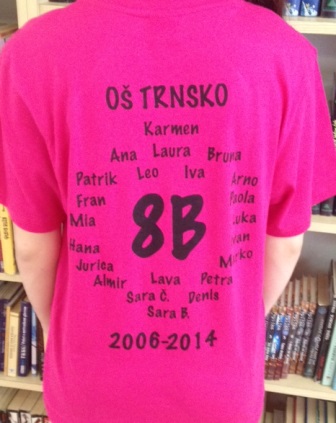 OŠ TRNSKO
Karmen
Ana Laura Bruna
Patrik Leo Iva Arno
Fran Paola
Mia 8B Luka
Hana Ivan
Jurica Marko
Almir Lava Petra
Sara Č. Denis
Sara B.
2006-2014